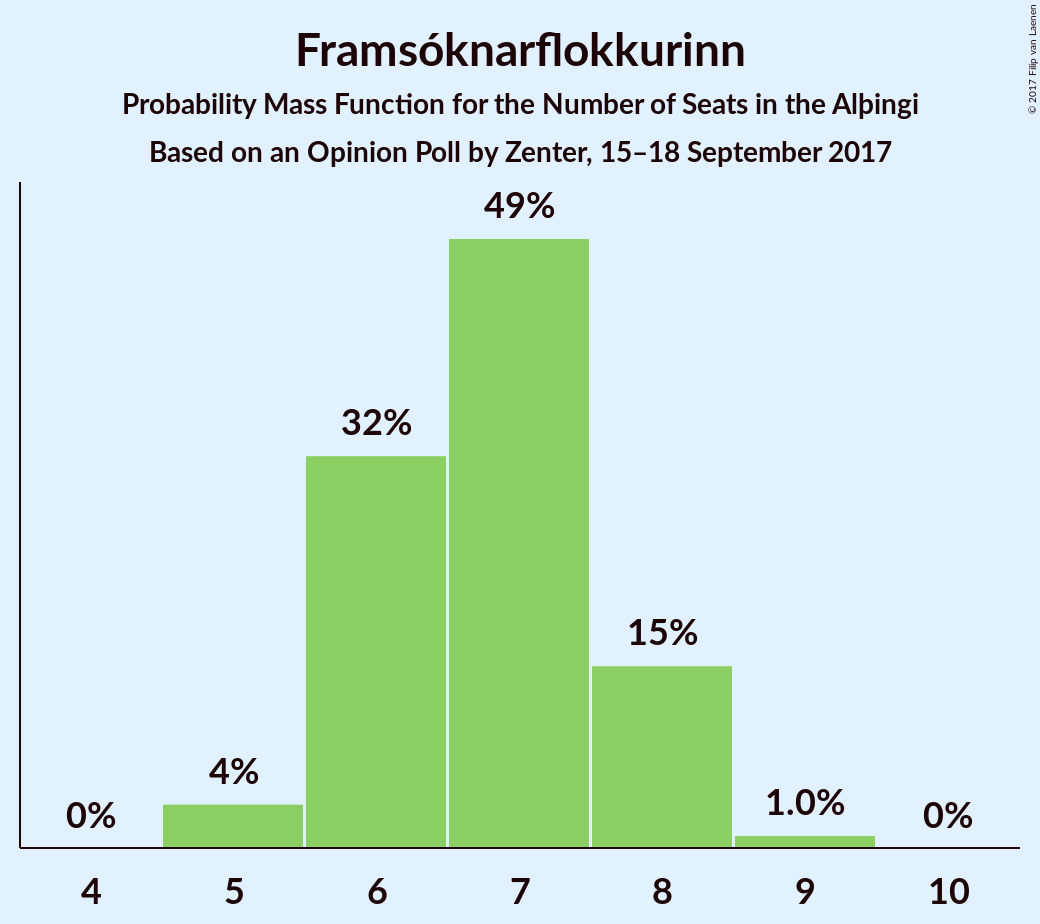 Framsóknarflokkurinn
Probability Mass Function for the Number of Seats in the Alþingi
Based on an Opinion Poll by Zenter, 15–18 September 2017
© 2017 Filip van Laenen
0%
4%
32%
49%
15%
1.0%
0%
4 5 6 7 8 9 10